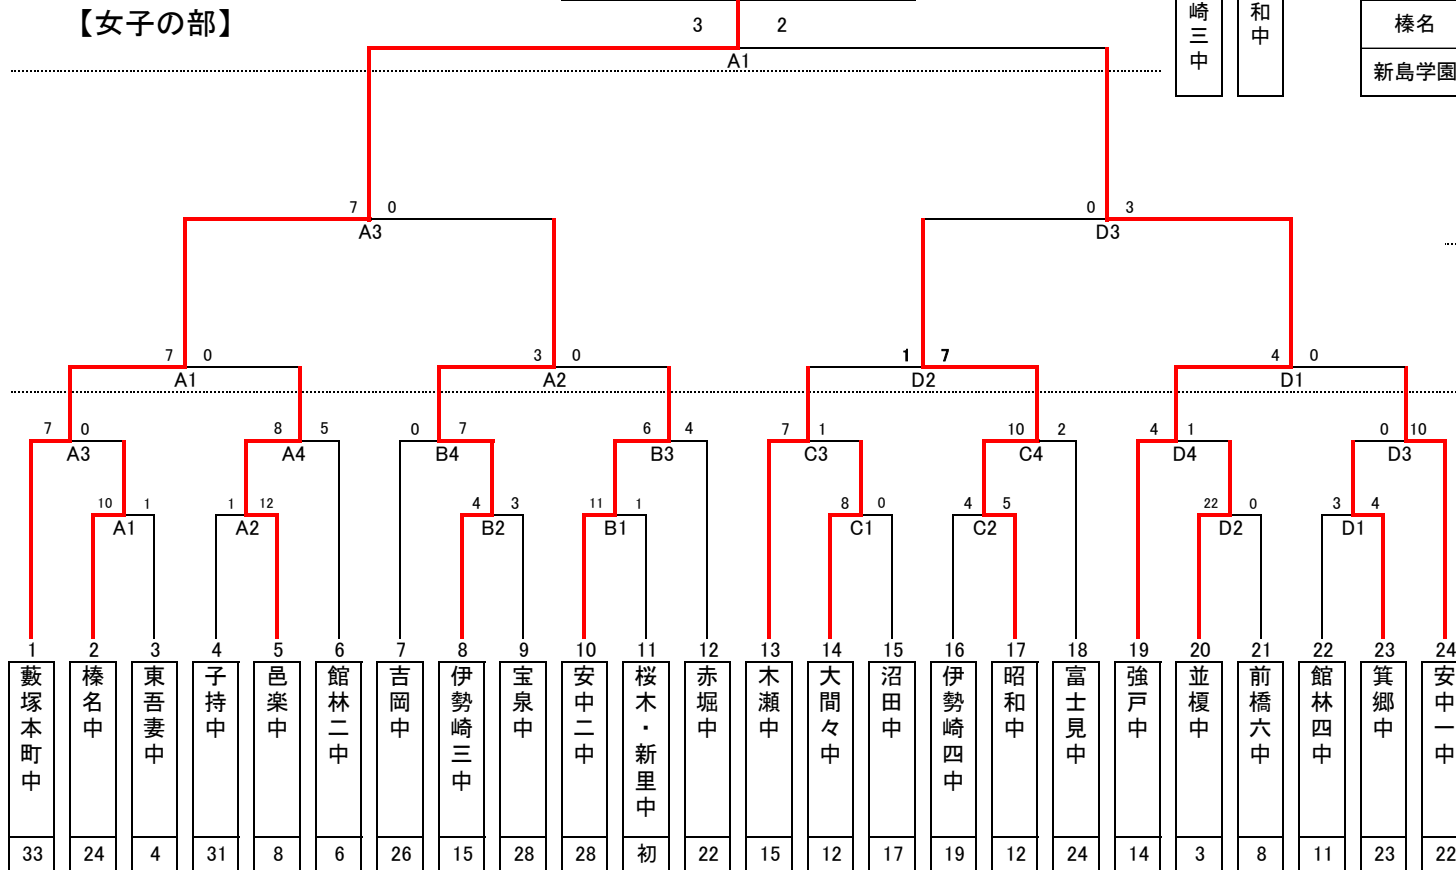 【女子の部】
3 2
崎三中
和中
榛名
新島学園
A1
7 0
0 3
A3
D3
7 0
3 0
1 7
4 0
A1
A2
D2
D1
7 0
8 5
0 7
6 4
7 1
10 2
4 1
0 10
A3
A4
B4
B3
C3
C4
D4
D3
10 1
1 12
4 3
11 1
8 0
4 5
22 0
3 4
A1
A2
B2
B1
C1
C2
D2
D1
1 2 3 4 5 6 7 8 9 10 11 12 13 14 15 16 17 18 19 20 21 22 23 24
藪塚本町中
榛名中
東吾妻中
子持中
邑楽中
館林二中
吉岡中
伊勢崎三中
宝泉中
安中二中
桜木・新里中
赤堀中
木瀬中
大間々中
沼田中
伊勢崎四中
昭和中
富士見中
強戸中
並榎中
前橋六中
館林四中
箕郷中
安中一中
33 24 4 31 8 6 26 15 28 28 初 22 15 12 17 19 12 24 14 3 8 11 23 22